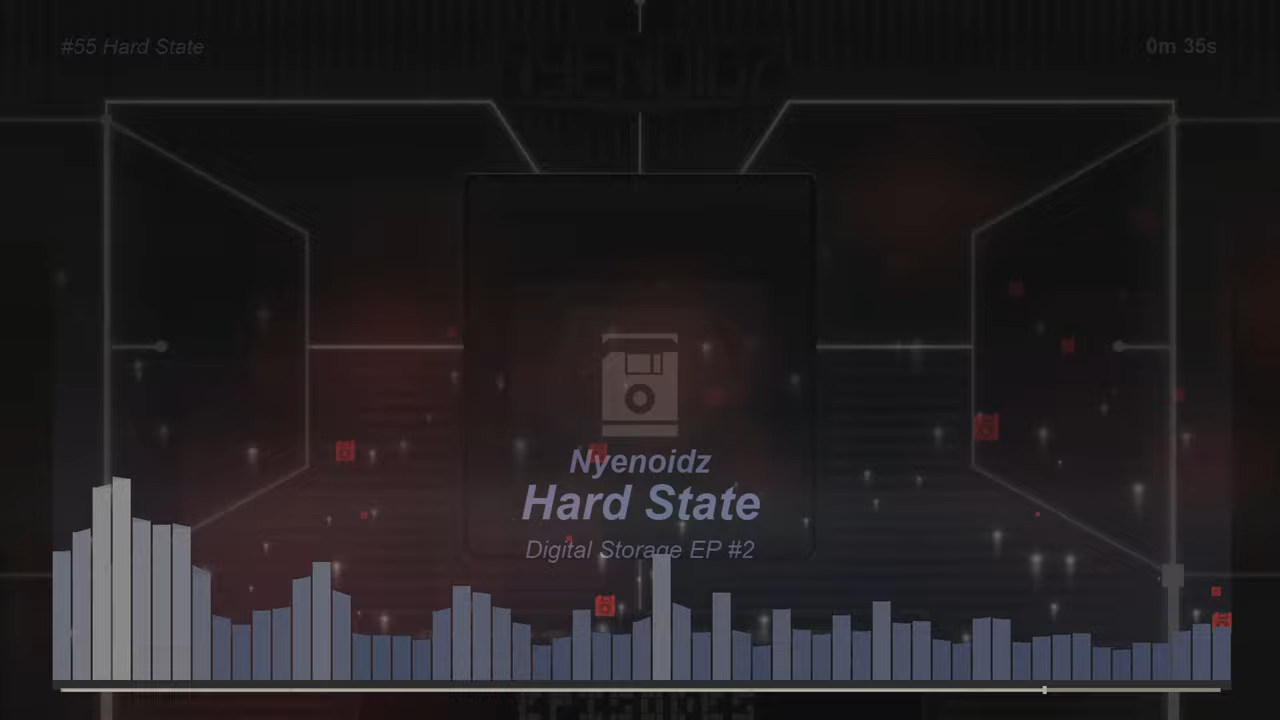 #55 Hard State
0m 35s
Nyenoidz
Hard State
Digital Storage EP #2